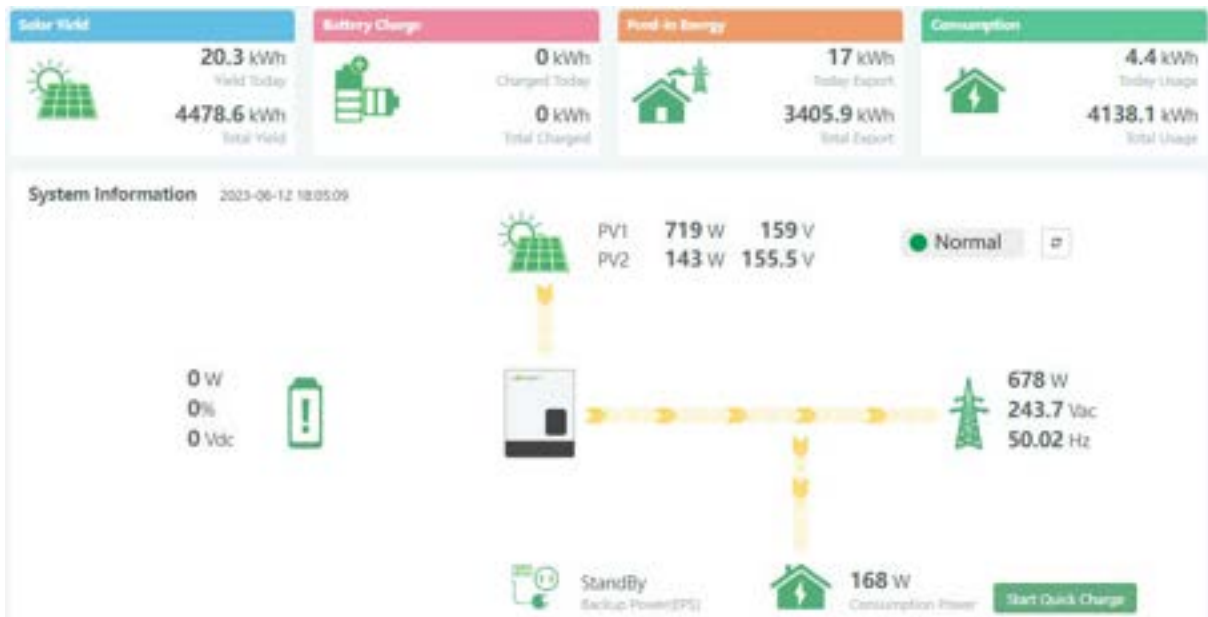 Solar Yield
20.3 kWh
Yield Today
4478.6 kWh
Total Yield
Battery Charge
0 kWh
Charged Today
0 kWh
Total Charged
Feed-in Energy
17 kWh
Today Export
3405.9 kWh
Total Export
Consumption
4.4 kWh
Today Usage
4138.1 kWh
Total Usage
System Information 2023-06-12 18:05:09
PV1 719 W 159 V
PV2 143 W 155.5 V
Normal
0 W
0%
0 Vdc
678 W
243.7 Vac
50.02 Hz
StandBy
Backup Power(EPS)
168 W
Consumption Power
Start Quick Charge